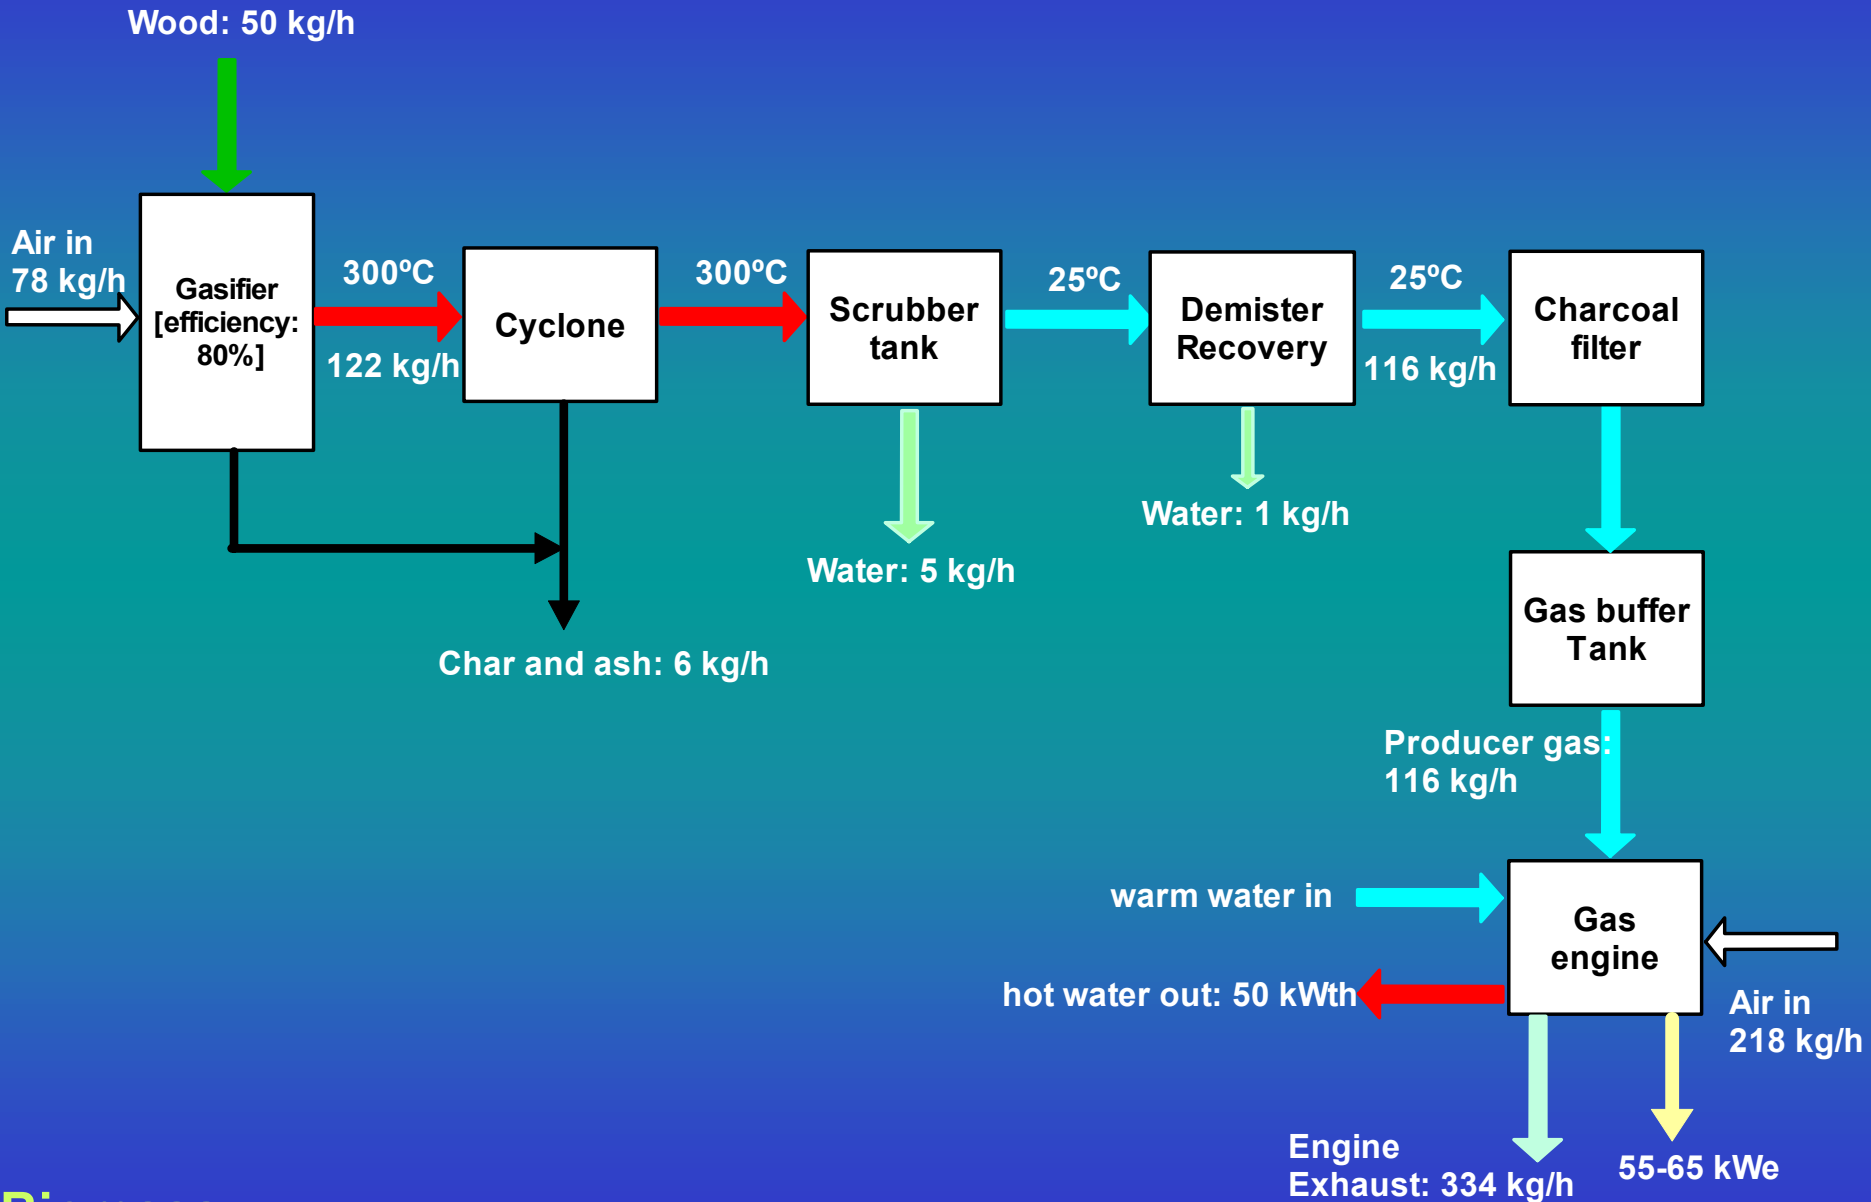 Wood: 50 kg/h
Air in
78 kg/h
Gasifier
[efficiency:
80%]
300ºC
122 kg/h
Cyclone
300ºC
Scrubber
tank
25ºC
Demister
Recovery
25ºC
116 kg/h
Charcoal
filter
Water: 5 kg/h
Water: 1 kg/h
Char and ash: 6 kg/h
Gas buffer
Tank
Producer gas:
116 kg/h
warm water in
Gas
engine
hot water out: 50 kWth
Air in
218 kg/h
Engine
Exhaust: 334 kg/h
55-65 kWe